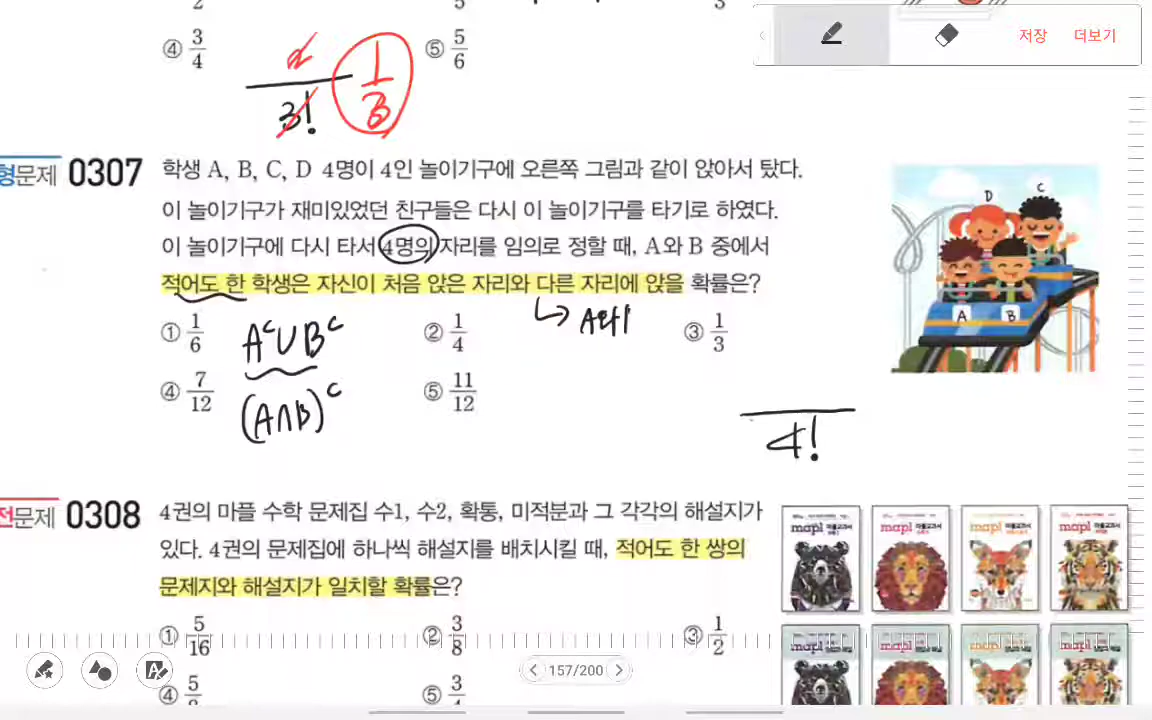 저장 더보기
④ 3/4 ⑤ 5/6
3! 1/3
형문제 0307 학생 A, B, C, D 4명이 4인 놀이기구에 오른쪽 그림과 같이 앉아서 탔다.
이 놀이기구가 재미있었던 친구들은 다시 이 놀이기구를 타기로 하였다.
이 놀이기구에 다시 타서 4명의 자리를 임의로 정할 때, A와 B 중에서
적어도 한 학생은 자신이 처음 앉은 자리와 다른 자리에 앉을 확률은?
① 1/6 ② 1/4 ③ 1/3
④ 7/12 ⑤ 11/12
A^c∪B^c
(A∩B)^c
4!
D C
A B
전문제 0308 4권의 마플 수학 문제집 수1, 수2, 확통, 미적분과 그 각각의 해설지가
있다. 4권의 문제집에 하나씩 해설지를 배치시킬 때, 적어도 한 쌍의
문제지와 해설지가 일치할 확률은?
① 5/16 ② 3/8 ③ 1/2
④ ⑤
mapl mapl mapl mapl
mapl mapl mapl mapl
157/200